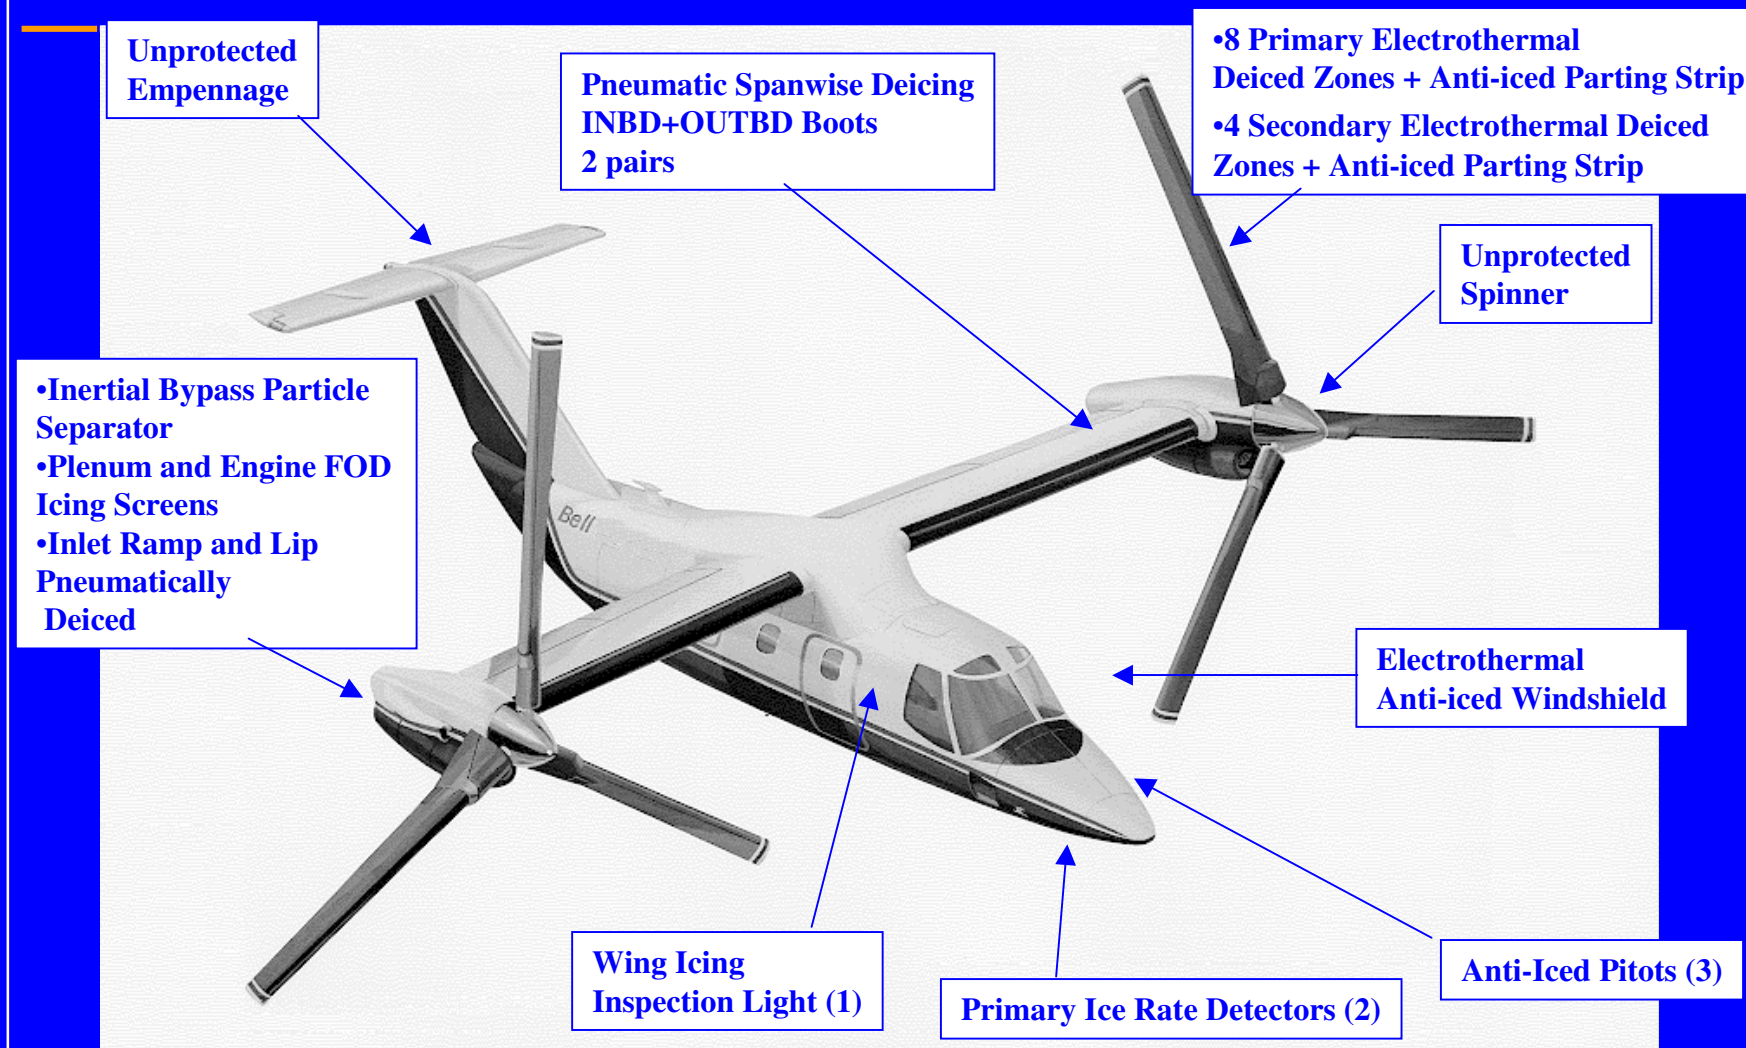 Unprotected
Empennage
Pneumatic Spanwise Deicing
INBD+OUTBD Boots
2 pairs
•8 Primary Electrothermal
Deiced Zones + Anti-iced Parting Strip
•4 Secondary Electrothermal Deiced
Zones + Anti-iced Parting Strip
Unprotected
Spinner
•Inertial Bypass Particle
Separator
•Plenum and Engine FOD
Icing Screens
•Inlet Ramp and Lip
Pneumatically
Deiced
Bell
Electrothermal
Anti-iced Windshield
Wing Icing
Inspection Light (1)
Primary Ice Rate Detectors (2)
Anti-Iced Pitots (3)